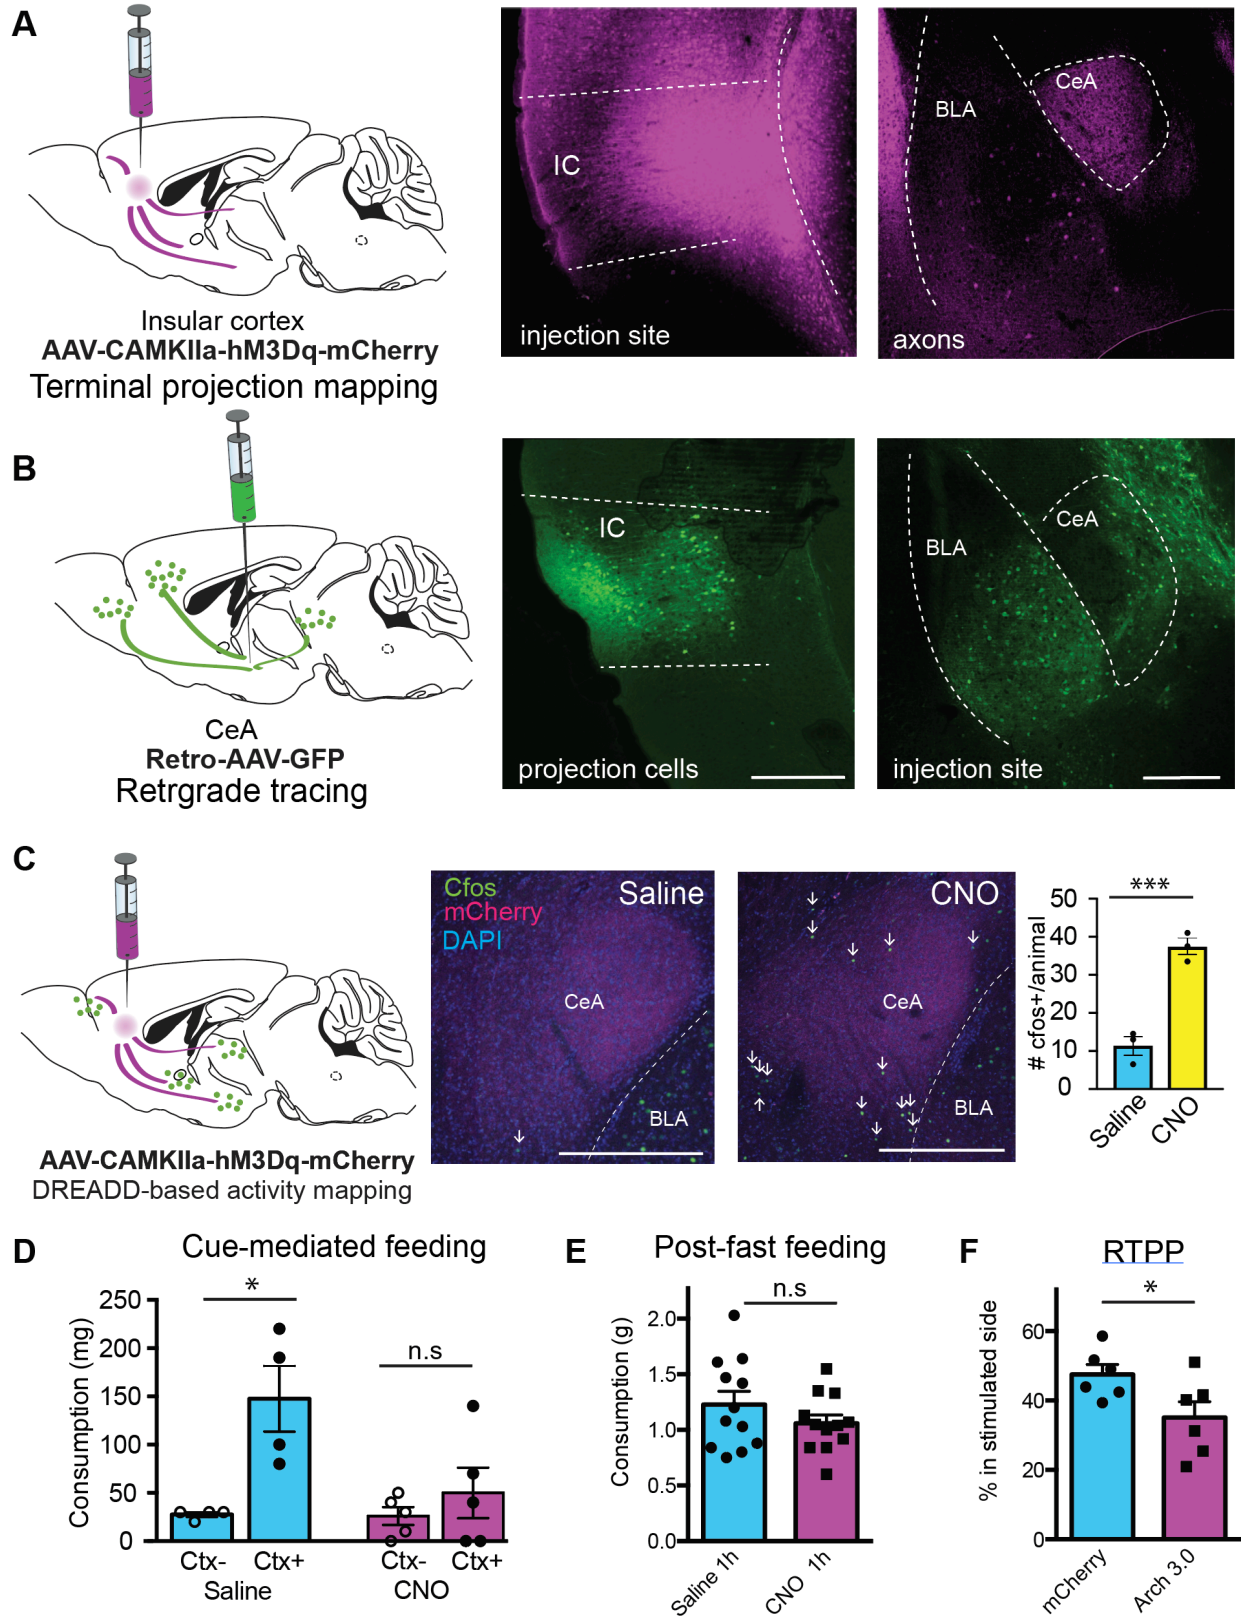 A
IC
injection site
BLA
CeA
axons
Insular cortex
AAV-CAMKIIa-hM3Dq-mCherry
Terminal projection mapping
B
IC
projection cells
BLA
CeA
injection site
CeA
Retro-AAV-GFP
Retrgrade tracing
C
Cfos
mCherry
DAPI
Saline
CeA
BLA
CNO
CeA
BLA
# cfos+/animal
50
40
30
20
10
0
***
Saline
CNO
AAV-CAMKIIa-hM3Dq-mCherry
DREADD-based activity mapping
D
Cue-mediated feeding
Consumption (mg)
250
200
150
100
50
0
*
n.s
Ctx-
Ctx+
Ctx-
Ctx+
Saline
CNO
E
Post-fast feeding
Consumption (g)
2.0
1.5
1.0
0.5
0.0
n.s
Saline 1h
CNO 1h
F
RTPP
% in stimulated side
60
40
20
0
*
mCherry
Arch 3.0